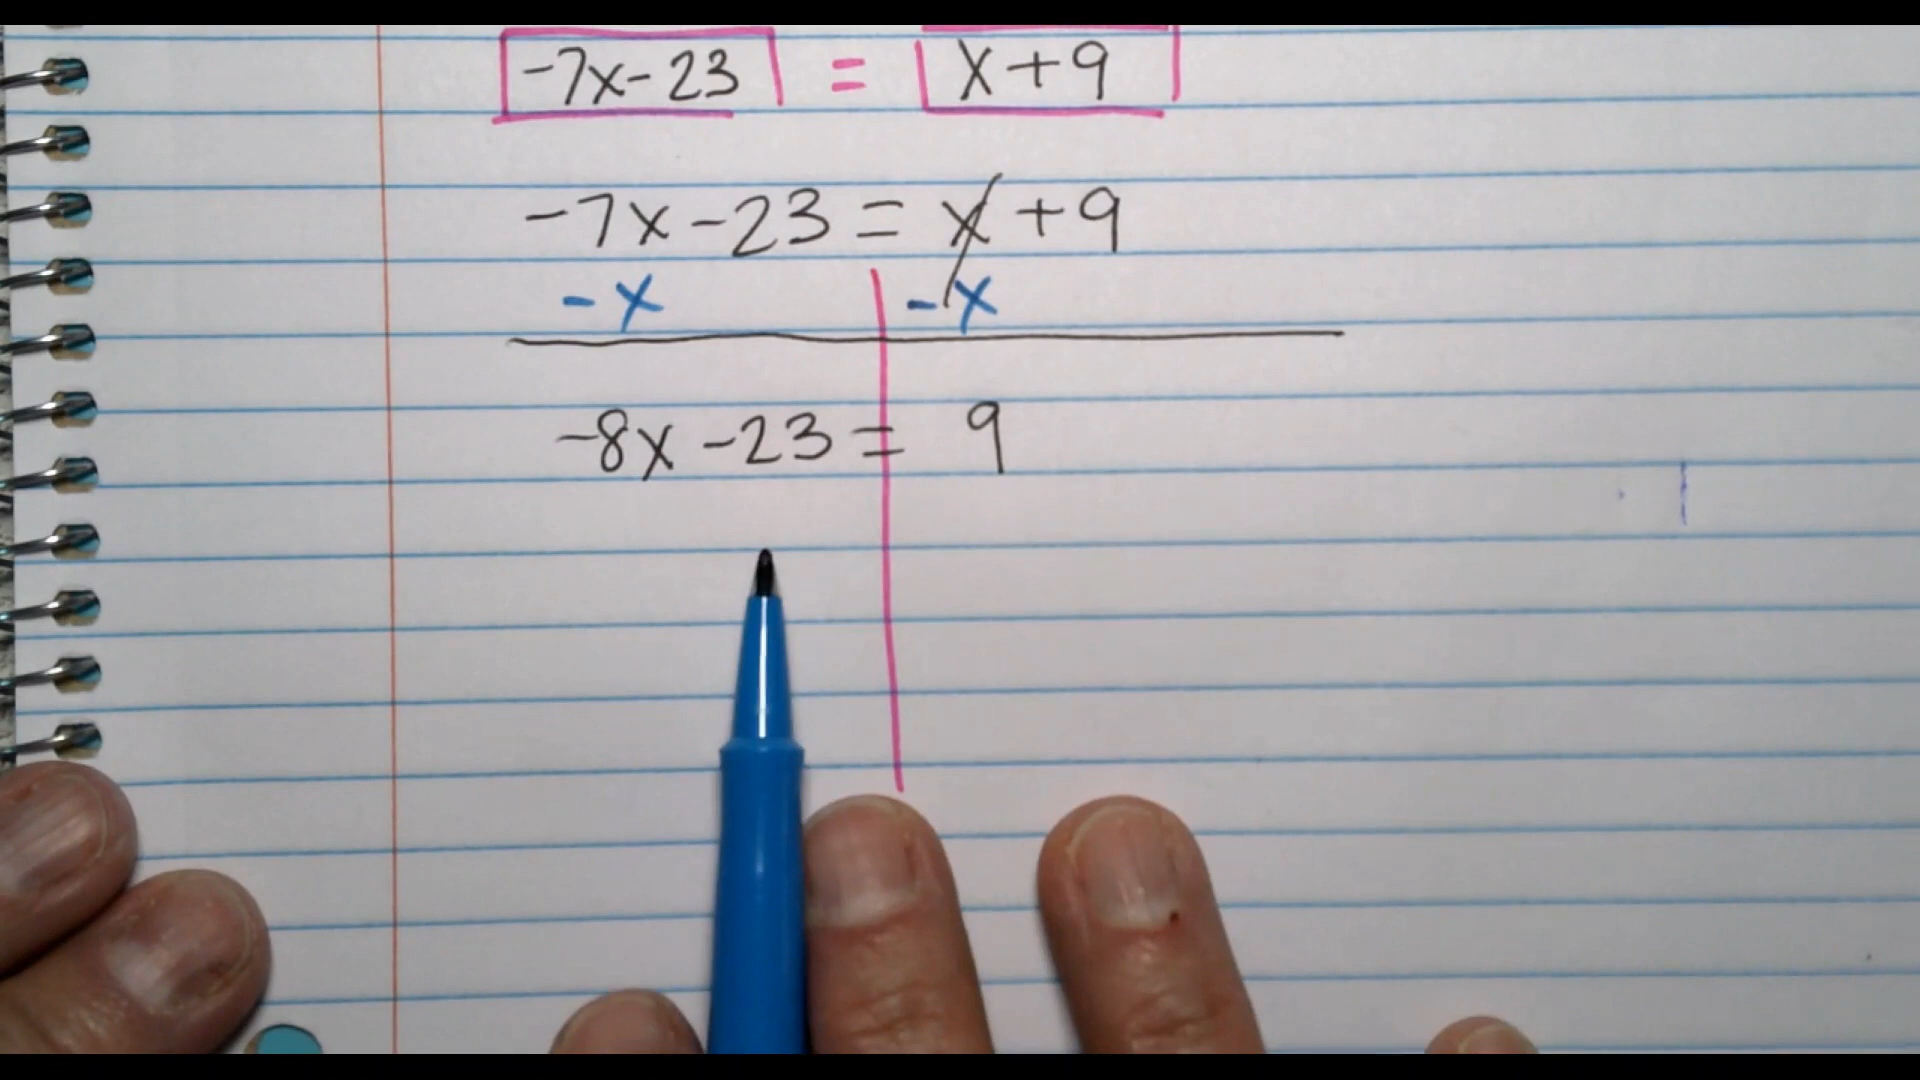 -7x-23 = x+9
-7x-23 = x+9
-x -x
-8x-23 = 9